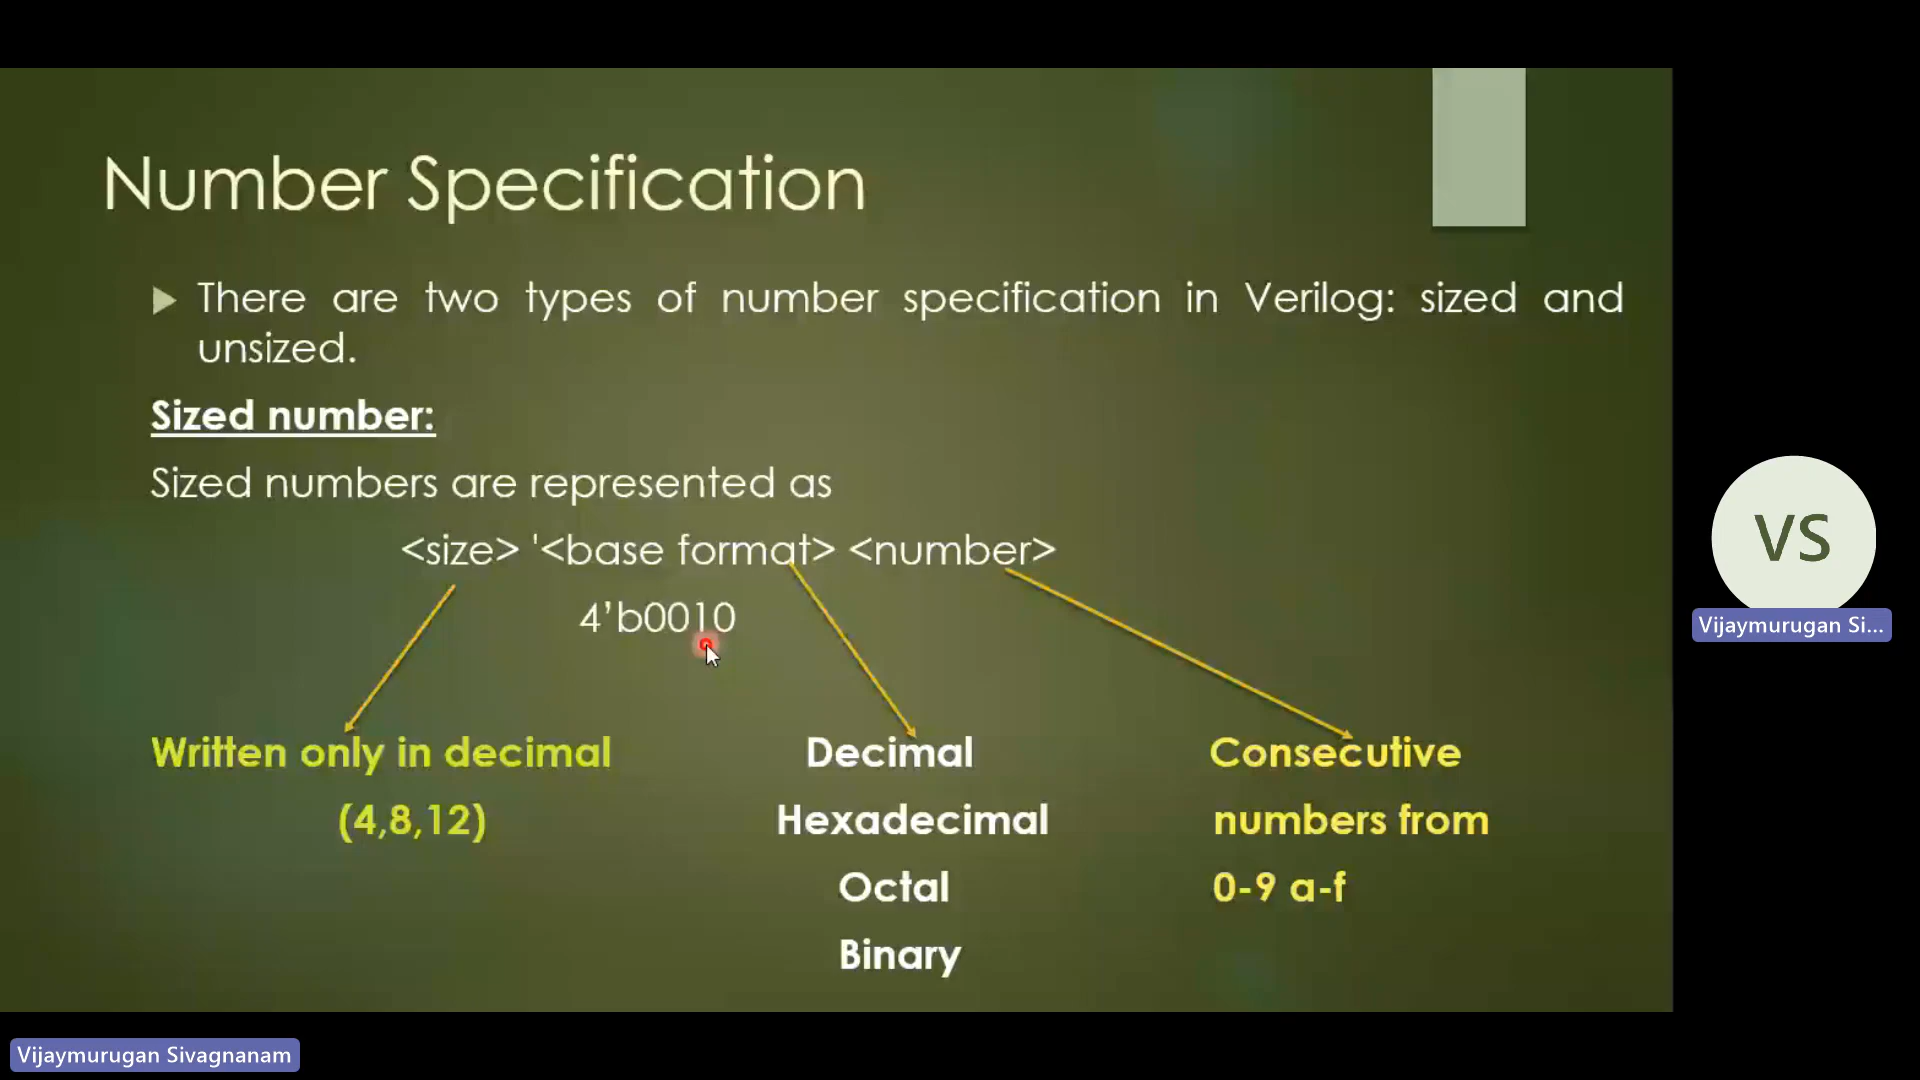 Number Specification
There are two types of number specification in Verilog: sized and
unsized.
Sized number:
Sized numbers are represented as
<size> '<base format> <number>
4’b0010
Written only in decimal
(4,8,12)
Decimal
Hexadecimal
Octal
Binary
Consecutive
numbers from
0-9 a-f
VS
Vijaymurugan Si...
Vijaymurugan Sivagnanam